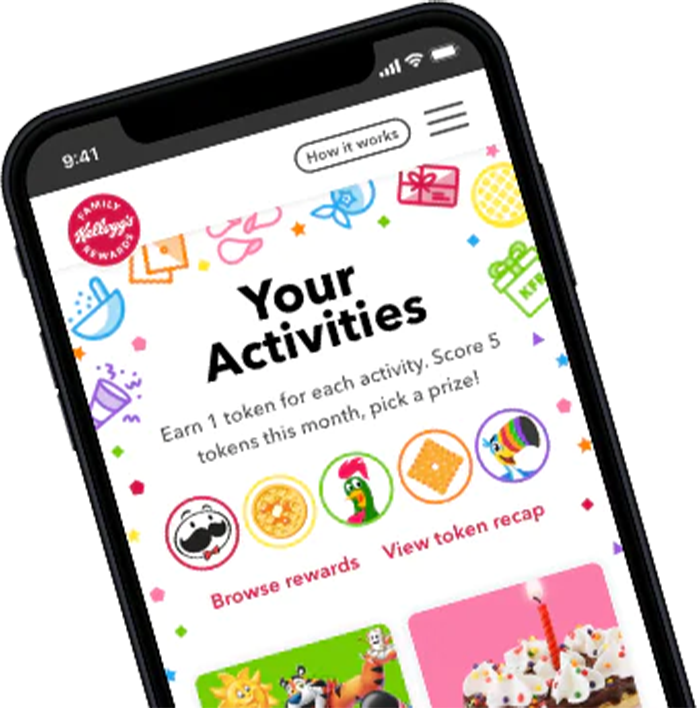 9:41
How it works
FAMILY
Kellogg's
REWARDS
KFR
Your
Activities
Earn 1 token for each activity. Score 5
tokens this month, pick a prize!
Browse rewards
View token recap